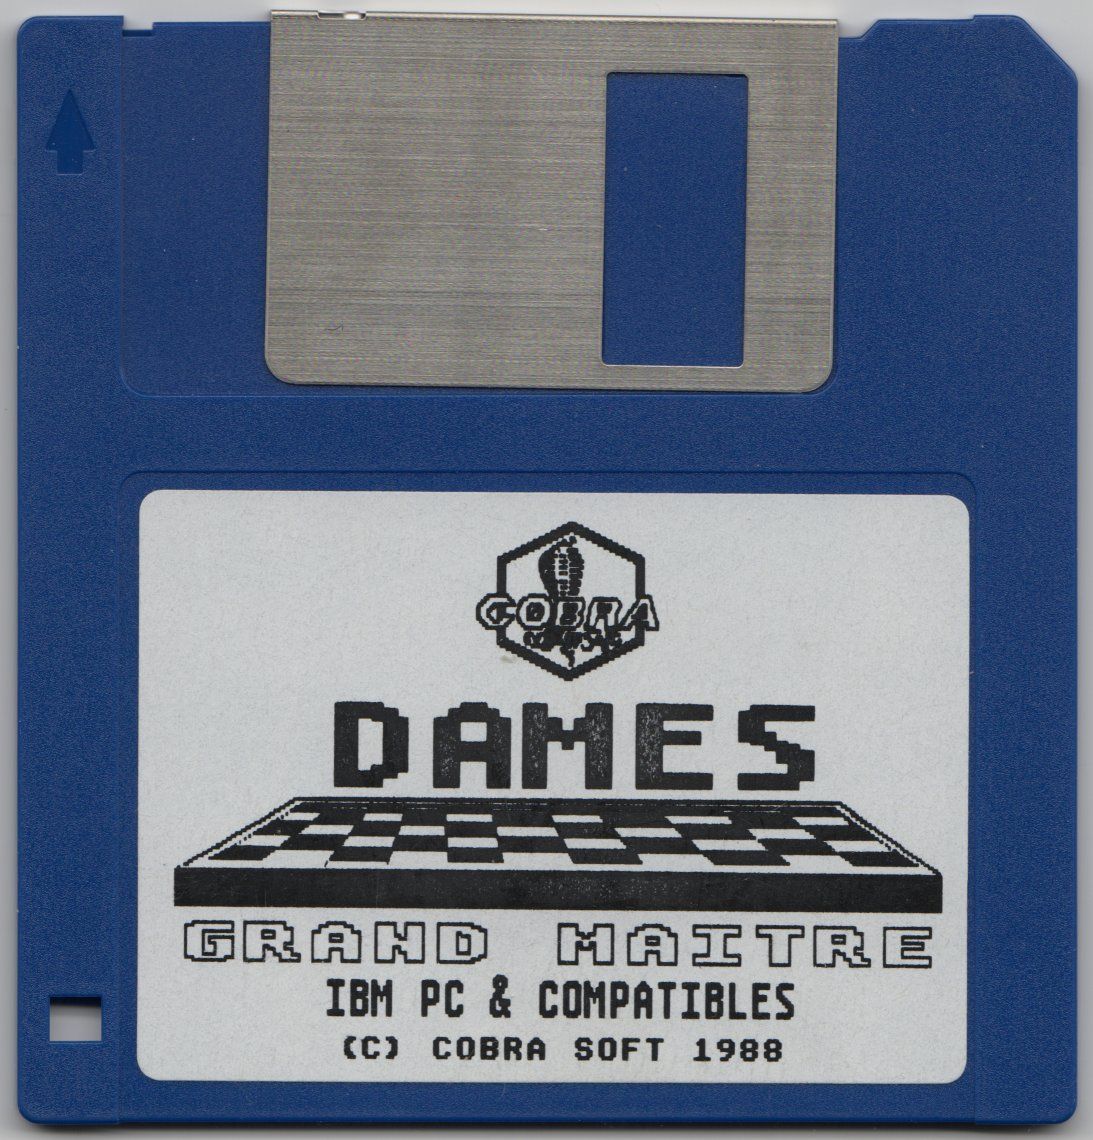 COBRA
DAMES
GRAND MAITRE
IBM PC & COMPATIBLES
(C) COBRA SOFT 1988